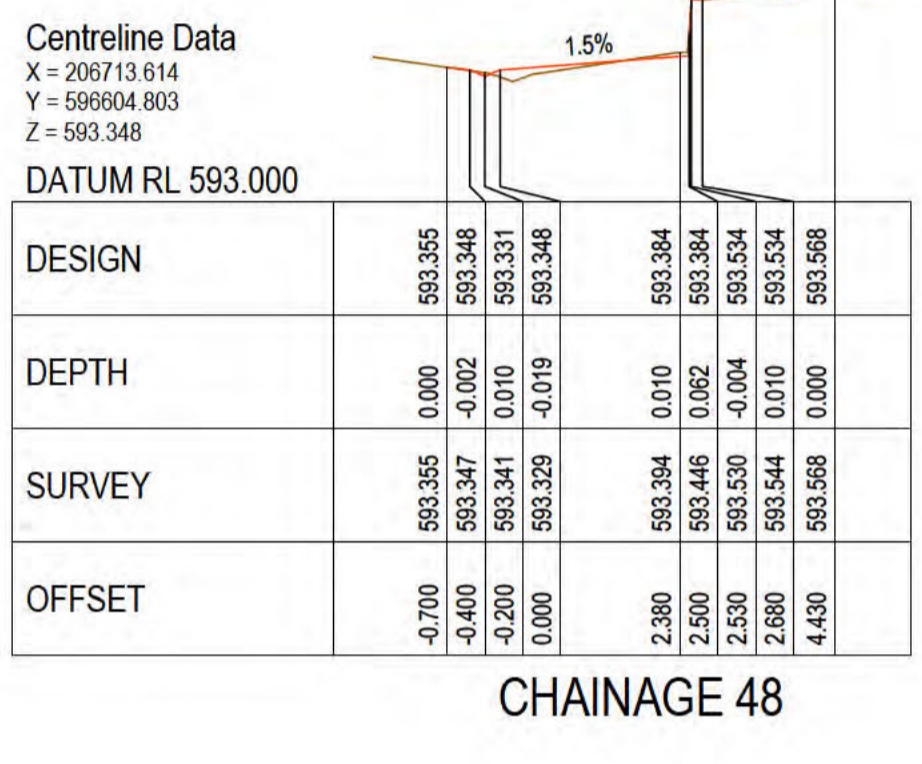 Centreline Data
X = 206713.614
Y = 596604.803
Z = 593.348
1.5%
DATUM RL 593.000
DESIGN 593.355 593.348 593.331 593.348 593.384 593.384 593.534 593.534 593.568
DEPTH 0.000 -0.002 0.010 -0.019 0.010 0.062 -0.004 0.010 0.000
SURVEY 593.355 593.347 593.341 593.329 593.394 593.446 593.530 593.544 593.568
OFFSET -0.700 -0.400 -0.200 0.000 2.380 2.500 2.530 2.680 4.430
CHAINAGE 48